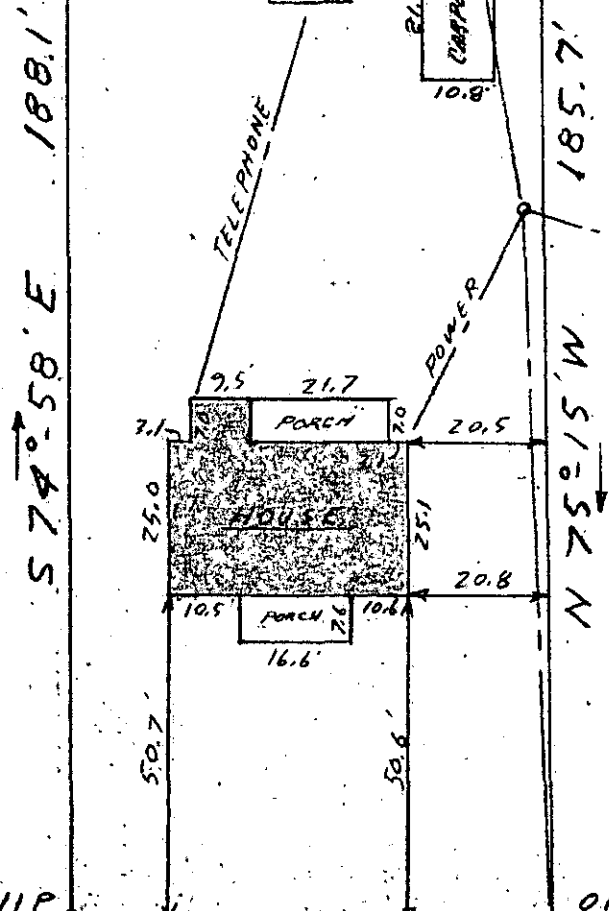 188.1'
S 74°-58' E
CARPO
10.8'
185.7'
N 75°-15' W
TELEPHONE
POWER
9.5'
21.7
3.1
7.0
PORCH
7.0
20.5
25.0
HOUSE
25.1
20.8
10.5'
PORCH
7.6
10.6
16.6'
50.7'
50.6'